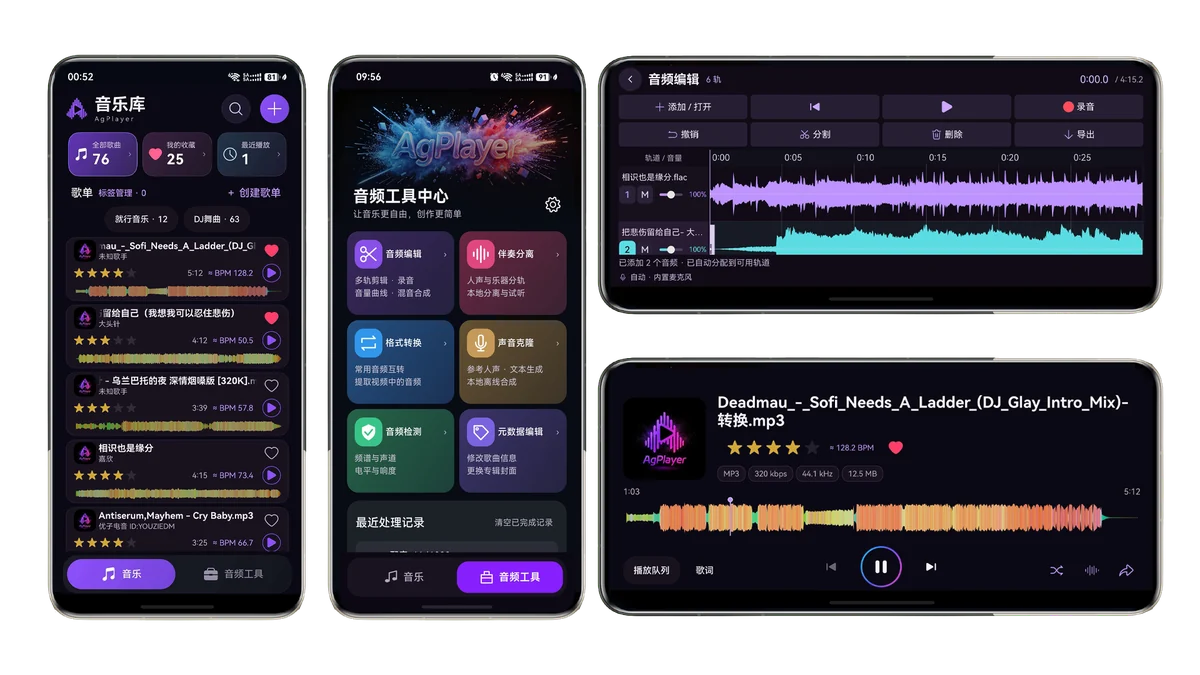 00:52
81
音乐库
AgPlayer
全部歌曲
76
我的收藏
25
最近播放
1
歌单 标签管理 · 0
+ 创建歌单
就行音乐 · 12
DJ舞曲 · 63
mau_-_Sofi_Needs_A_Ladder_(DJ_Gl
未知歌手
5:12 ≈ BPM 128.2
留给自己（我想我可以忍住悲伤）
大头针
4:12 ≈ BPM 50.5
- 乌兰巴托的夜 深情烟嗓版 [320K].m
未知歌手
3:39 ≈ BPM 57.8
相识也是缘分
嘉欣
4:15 ≈ BPM 73.4
Antiserum,Mayhem - Cry Baby.mp3
优子电音 ID:YOUZIEDM
3:25 ≈ BPM 66.7
音乐
音频工具
09:56
91
AgPlayer
音频工具中心
让音乐更自由，创作更简单
音频编辑
多轨剪辑 · 录音
音量曲线 · 混音合成
伴奏分离
人声与乐器分轨
本地分离与试听
格式转换
常用音频互转
提取视频中的音频
声音克隆
参考人声 · 文本生成
本地离线合成
音频检测
频谱与声道
电平与响度
元数据编辑
修改歌曲信息
更换专辑封面
最近处理记录
清空已完成记录
音乐
音频工具
音频编辑 6 轨
0:00.0 / 4:15.2
添加 / 打开
录音
撤销
分割
删除
导出
轨道 / 音量
0:00 0:05 0:10 0:15 0:20 0:25
相识也是缘分.flac
1 M 100%
把悲伤留给自己- 大...
2 M 100%
已添加 2 个音频 · 已自动分配到可用轨道
自动 · 内置麦克风
AgPlayer
Deadmau_-_Sofi_Needs_A_Ladder_(DJ_Glay_Intro_Mix)-
转换.mp3
≈ 128.2 BPM
MP3 320 kbps 44.1 kHz 12.5 MB
1:03
5:12
播放队列
歌词